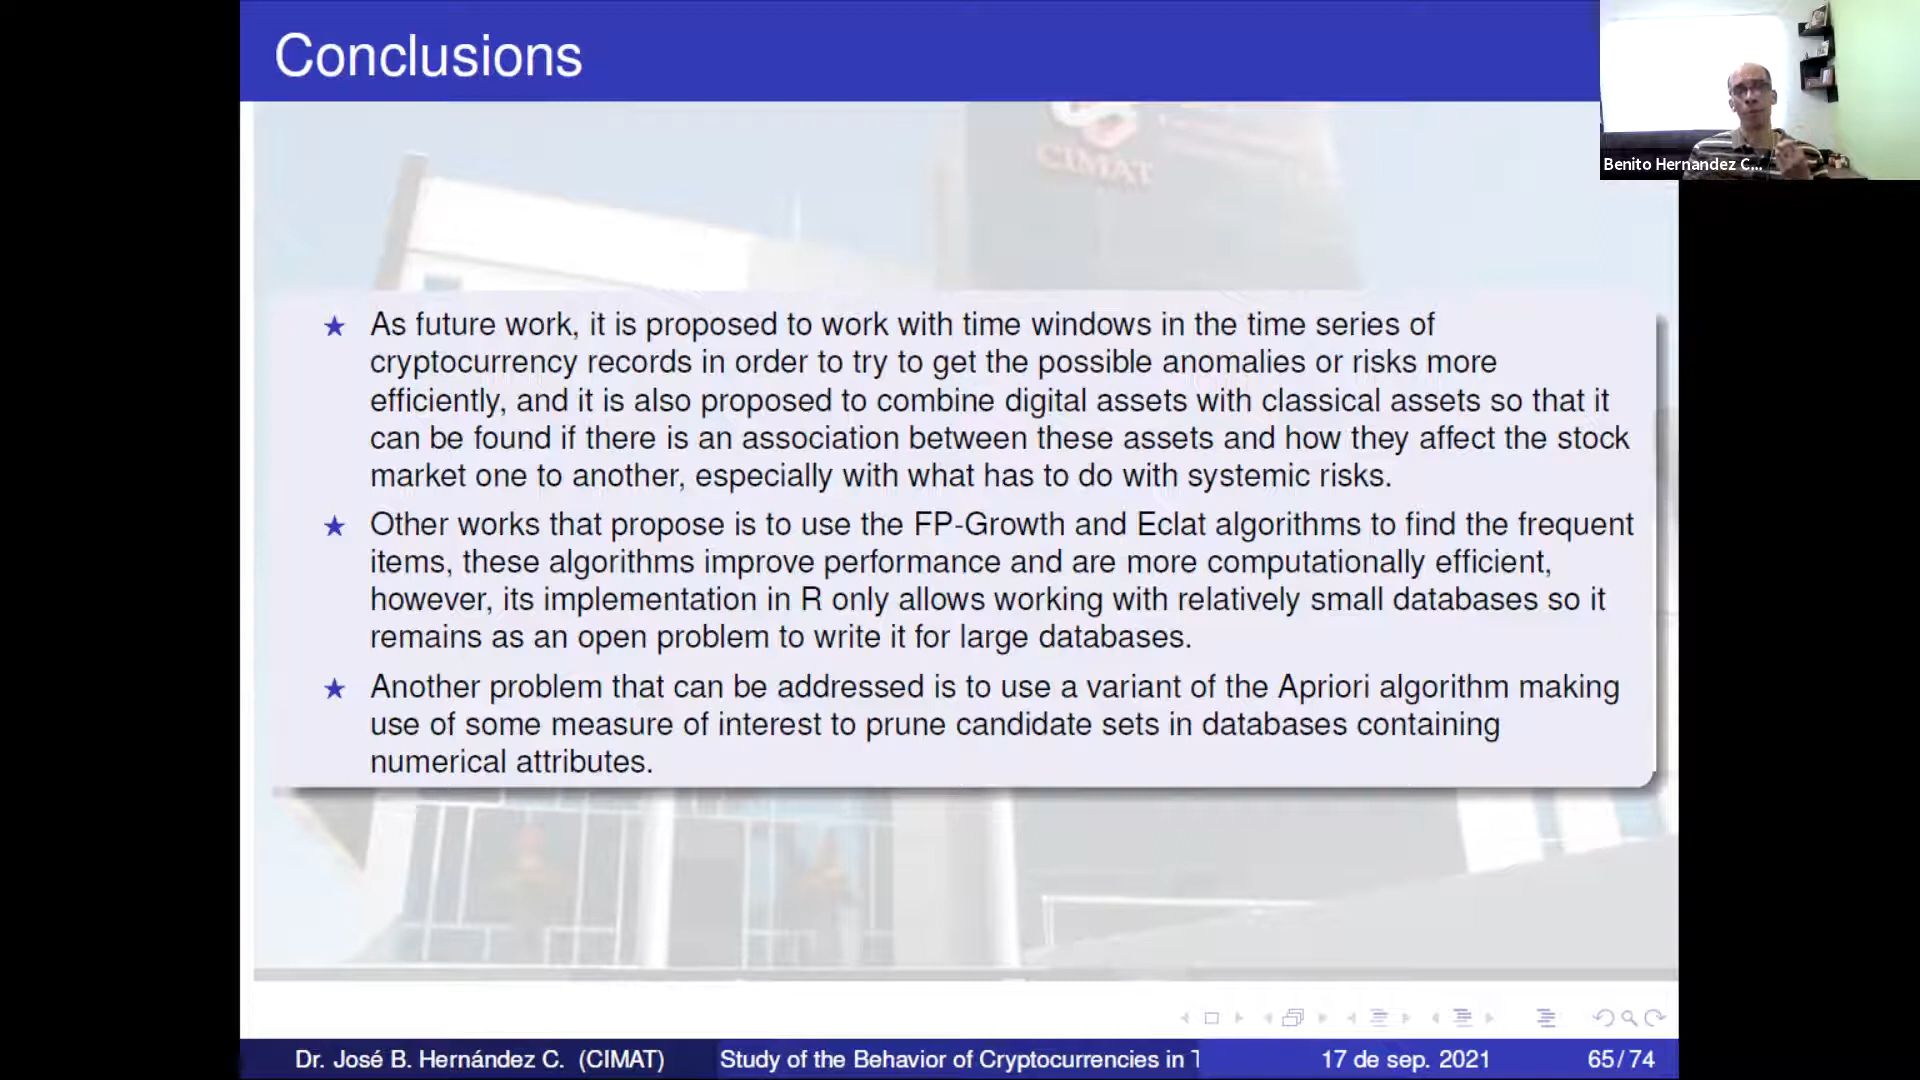 Conclusions
CIMAT
Benito Hernandez C...
★ As future work, it is proposed to work with time windows in the time series of
cryptocurrency records in order to try to get the possible anomalies or risks more
efficiently, and it is also proposed to combine digital assets with classical assets so that it
can be found if there is an association between these assets and how they affect the stock
market one to another, especially with what has to do with systemic risks.
★ Other works that propose is to use the FP-Growth and Eclat algorithms to find the frequent
items, these algorithms improve performance and are more computationally efficient,
however, its implementation in R only allows working with relatively small databases so it
remains as an open problem to write it for large databases.
★ Another problem that can be addressed is to use a variant of the Apriori algorithm making
use of some measure of interest to prune candidate sets in databases containing
numerical attributes.
Dr. José B. Hernández C. (CIMAT) Study of the Behavior of Cryptocurrencies in T 17 de sep. 2021 65/74